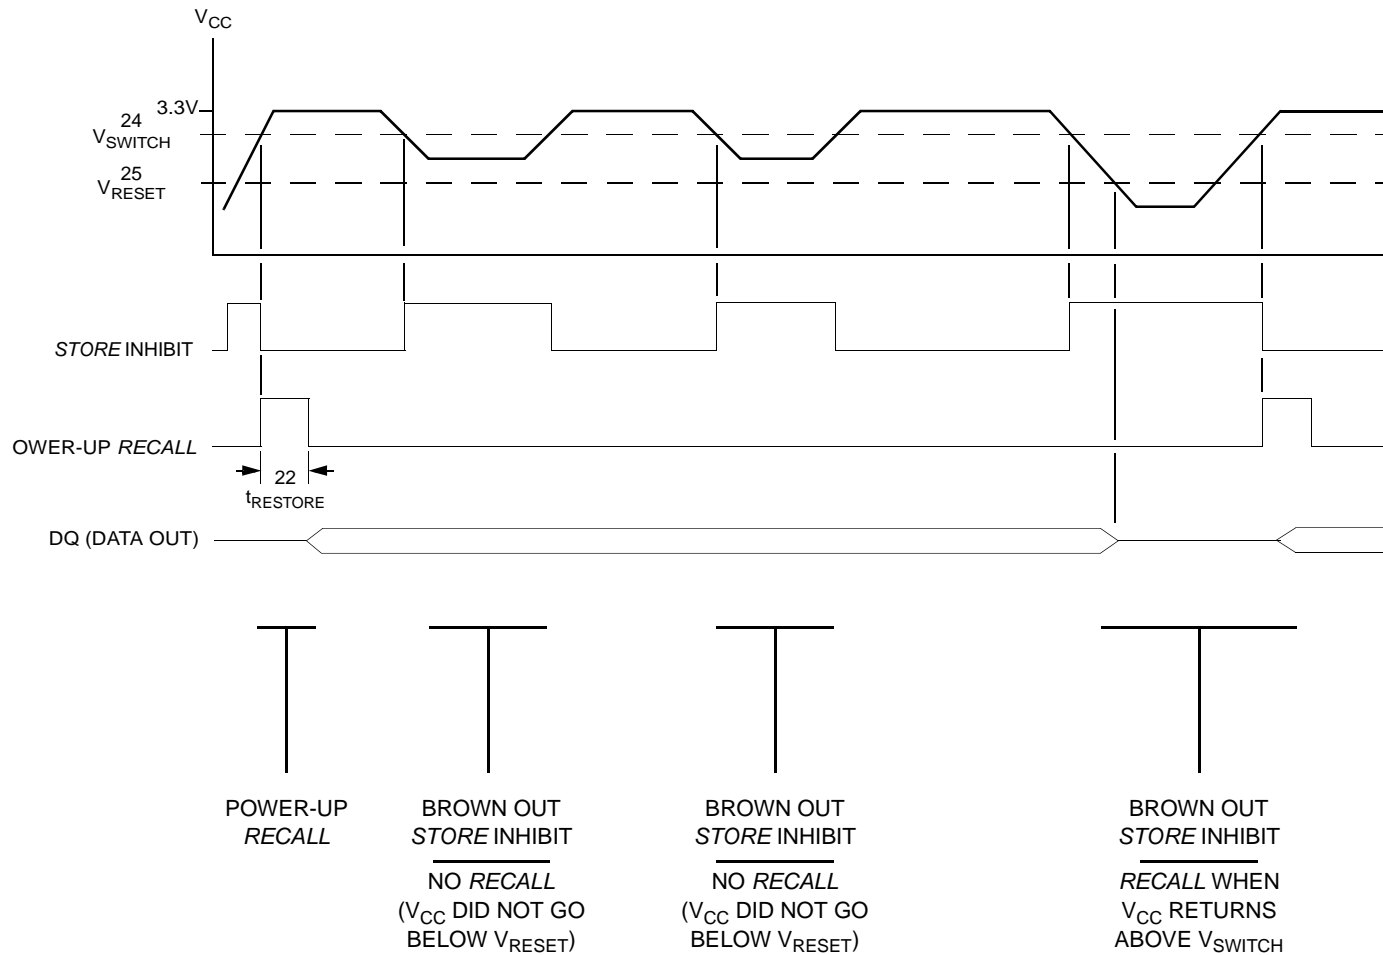 VCC
3.3V
24
VSWITCH
25
VRESET
STORE INHIBIT
OWER-UP RECALL
22
tRESTORE
DQ (DATA OUT)
POWER-UP
RECALL
BROWN OUT
STORE INHIBIT
NO RECALL
(VCC DID NOT GO
BELOW VRESET)
BROWN OUT
STORE INHIBIT
NO RECALL
(VCC DID NOT GO
BELOW VRESET)
BROWN OUT
STORE INHIBIT
RECALL WHEN
VCC RETURNS
ABOVE VSWITCH